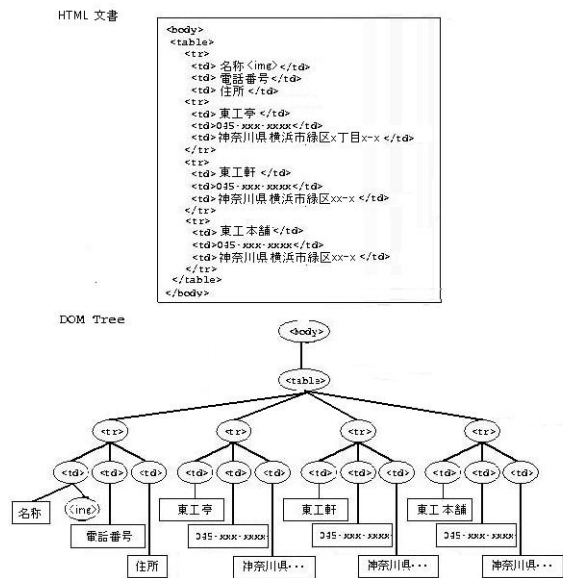 HTML 文書
<body>
<table>
<tr>
<td> 名称 <img></td>
<td> 電話番号 </td>
<td> 住所 </td>
<tr>
<td> 東工亭 </td>
<td>045-xxx-xxxx</td>
<td> 神奈川県横浜市緑区x丁目x-x </td>
</tr>
<tr>
<td> 東工軒 </td>
<td>045-xxx-xxxx</td>
<td> 神奈川県横浜市緑区xx-x </td>
</tr>
<tr>
<td> 東工本舗 </td>
<td>045-xxx-xxxx</td>
<td> 神奈川県横浜市緑区xx-x </td>
</tr>
</table>
</body>
DOM Tree
<body>
<table>
<tr> <tr> <tr> <tr>
<td> <td> <td> <td> <td> <td> <td> <td> <td> <td> <td> <td>
名称 <img> 東工亭 東工軒 東工本舗
電話番号 045-xxx-xxxx 045-xxx-xxxx 045-xxx-xxxx
住所 神奈川県・・・ 神奈川県・・・ 神奈川県・・・